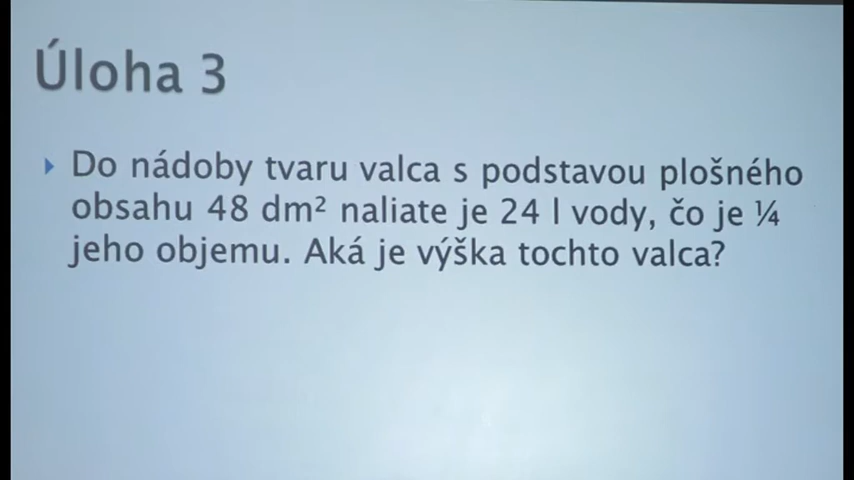 Úloha 3
Do nádoby tvaru valca s podstavou plošného
obsahu 48 dm² naliate je 24 l vody, čo je ¼
jeho objemu. Aká je výška tochto valca?